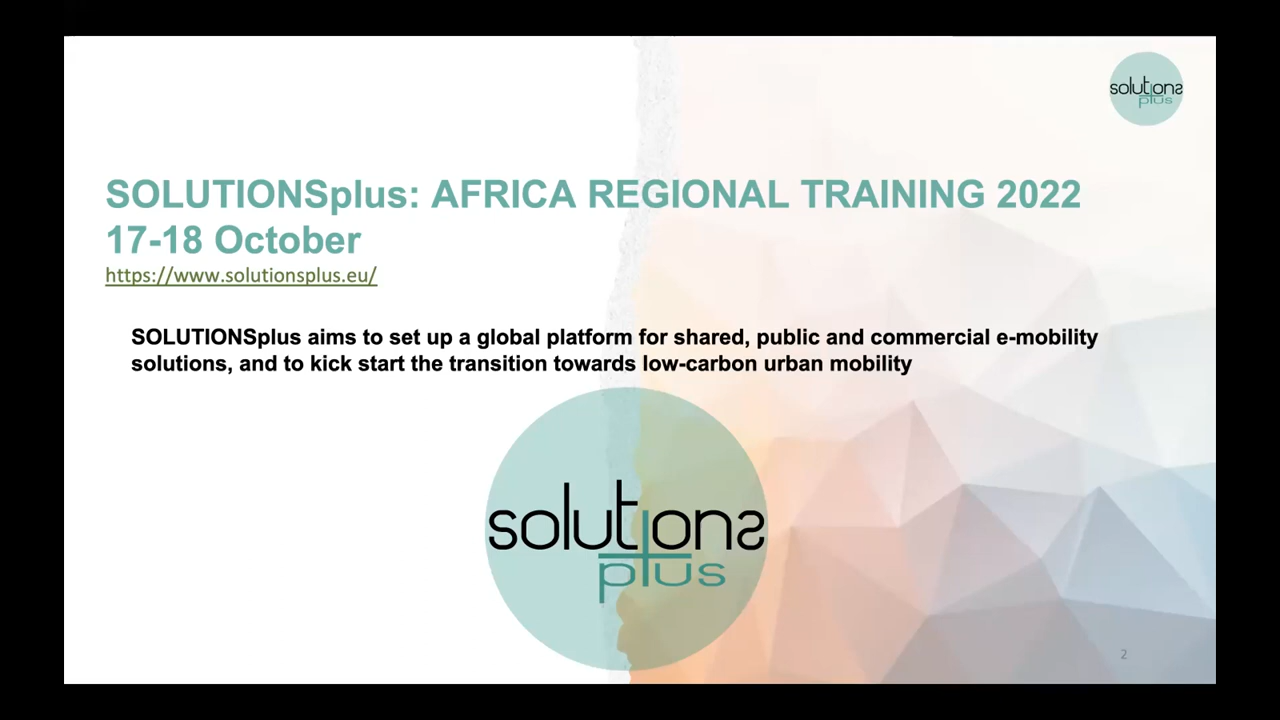 solutions
plus
SOLUTIONSplus: AFRICA REGIONAL TRAINING 2022
17-18 October
https://www.solutionsplus.eu/
SOLUTIONSplus aims to set up a global platform for shared, public and commercial e-mobility
solutions, and to kick start the transition towards low-carbon urban mobility
solutions
plus
2